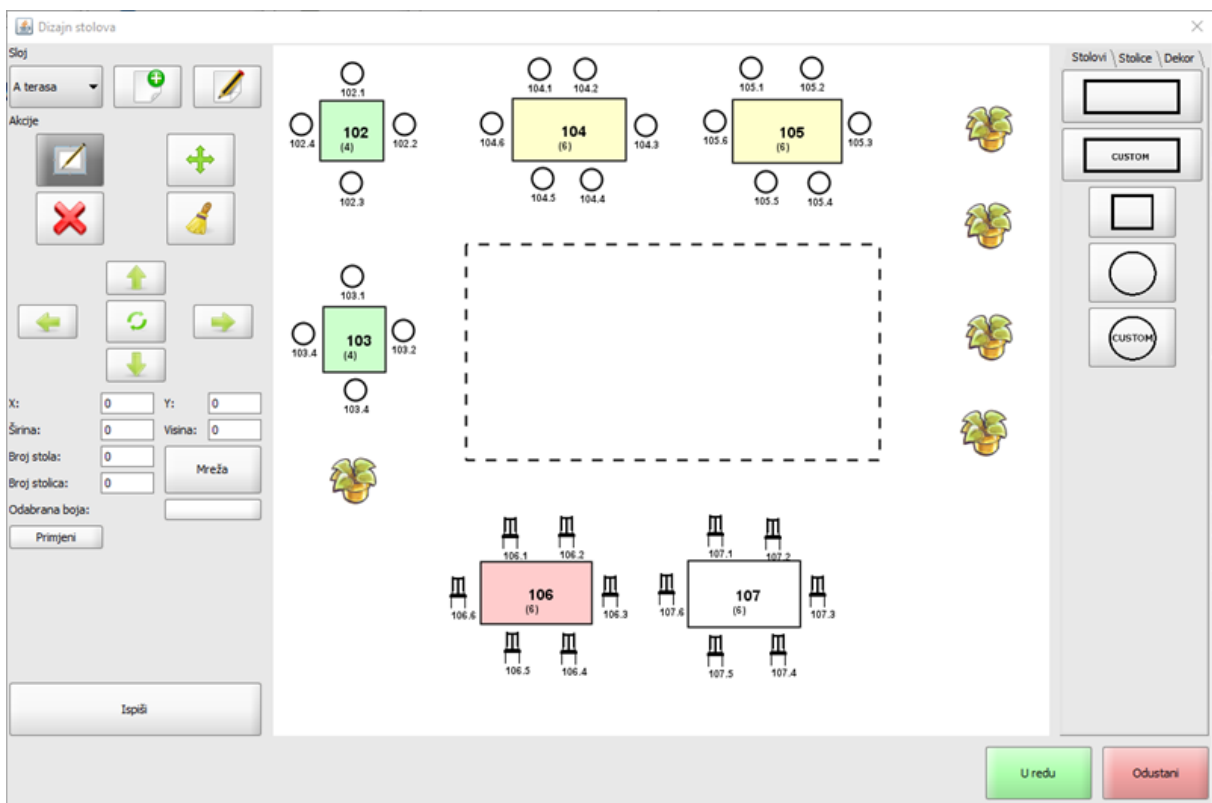 Dizajn stolova
Sloj
A terasa
Akcije
X:
0
Y:
0
Širina:
0
Visina:
0
Broj stola:
0
Mreža
Broj stolica:
0
Odabrana boja:
Primjeni
Ispiši
102.1
102.4
102
(4)
102.2
102.3
104.1
104.2
104.6
104
(6)
104.3
104.5
104.4
105.1
105.2
105.6
105
(6)
105.3
105.5
105.4
103.1
103.4
103
(4)
103.2
103.4
106.1
106.2
106.6
106
(6)
106.3
106.5
106.4
107.1
107.2
107.6
107
(6)
107.3
107.5
107.4
Stolovi
Stolice
Dekor
CUSTOM
CUSTOM
U redu
Odustani